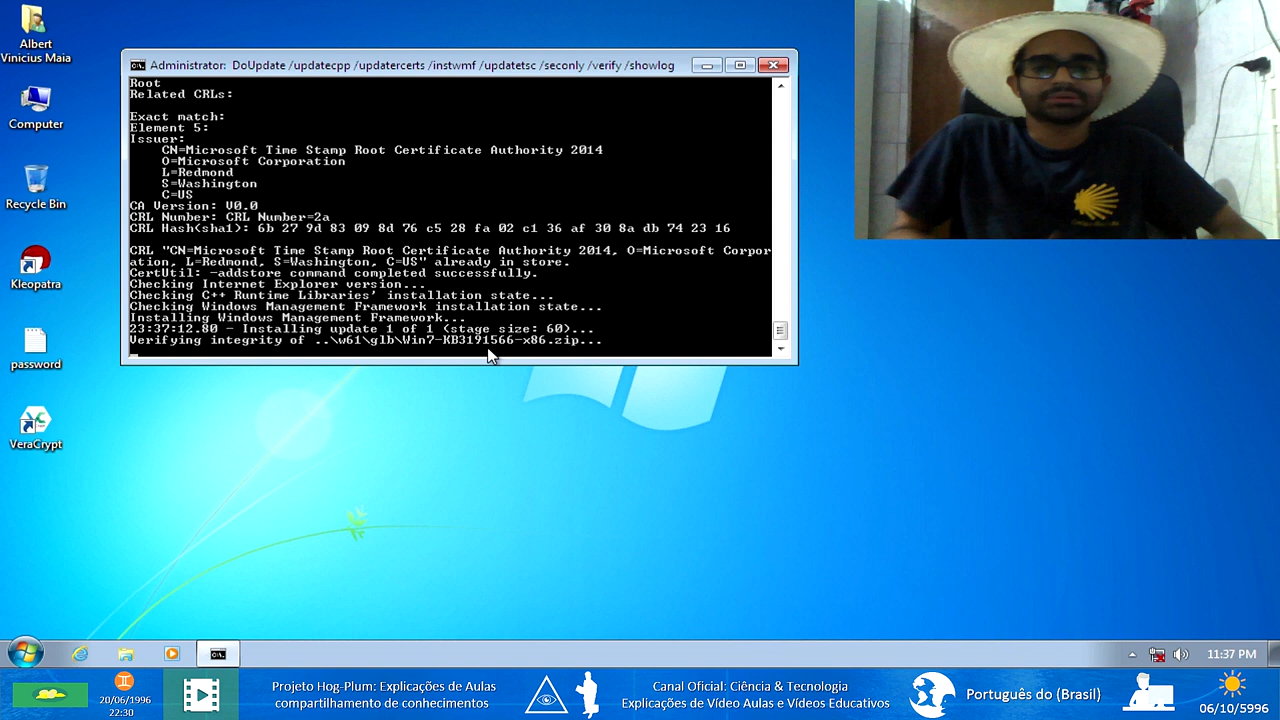 Albert
Vinicius Maia
Computer
Recycle Bin
Kleopatra
password
VeraCrypt
Administrator: DoUpdate /updatecpp /updatercerts /instwmf /updatetsc /seconly /verify /showlog
Root
Related CRLs:
Exact match:
Element 5:
Issuer:
CN=Microsoft Time Stamp Root Certificate Authority 2014
O=Microsoft Corporation
L=Redmond
S=Washington
C=US
CA Version: V0.0
CRL Number: CRL Number=2a
CRL Hash(sha1): 6b 27 9d 83 09 8d 76 c5 28 fa 02 c1 36 af 30 8a db 74 23 16
CRL "CN=Microsoft Time Stamp Root Certificate Authority 2014, O=Microsoft Corpor
ation, L=Redmond, S=Washington, C=US" already in store.
CertUtil: -addstore command completed successfully.
Checking Internet Explorer version...
Checking C++ Runtime Libraries' installation state...
Checking Windows Management Framework installation state...
Installing Windows Management Framework...
23:37:12.80 - Installing update 1 of 1 (stage size: 60)...
Verifying integrity of ..\w61\glb\Win7-KB3191566-x86.zip...
11:37 PM
20/06/1996
22:30
Projeto Hog-Plum: Explicações de Aulas
compartilhamento de conhecimentos
Canal Oficial: Ciência & Tecnologia
Explicações de Vídeo Aulas e Vídeos Educativos
Português do (Brasil)
06/10/5996